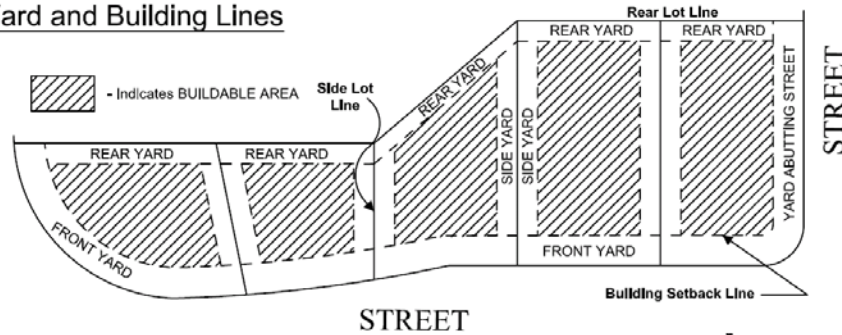 ard and Building Lines
- Indicates BUILDABLE AREA
Side Lot
Line
Rear Lot Line
REAR YARD
REAR YARD
REAR YARD
REAR YARD
REAR YARD
SIDE YARD
SIDE YARD
YARD ABUTTING STREET
STREET
FRONT YARD
FRONT YARD
Building Setback Line
STREET